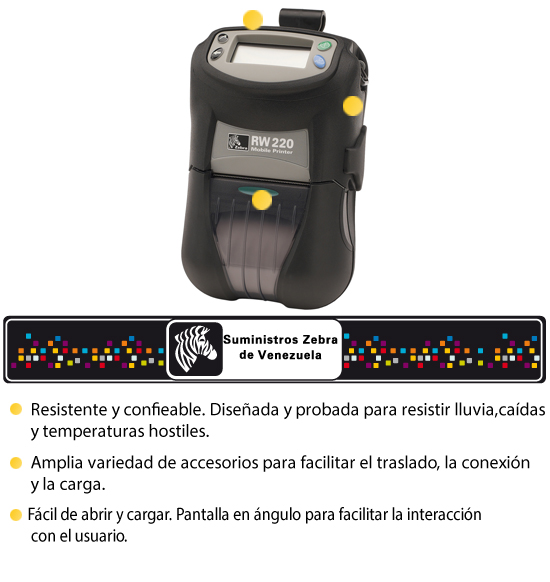 Zebra
RW 220
Mobile Printer
Suministros Zebra
de Venezuela
Resistente y confieable. Diseñada y probada para resistir lluvia,caídas
y temperaturas hostiles.
Amplia variedad de accesorios para facilitar el traslado, la conexión
y la carga.
Fácil de abrir y cargar. Pantalla en ángulo para facilitar la interacción
con el usuario.